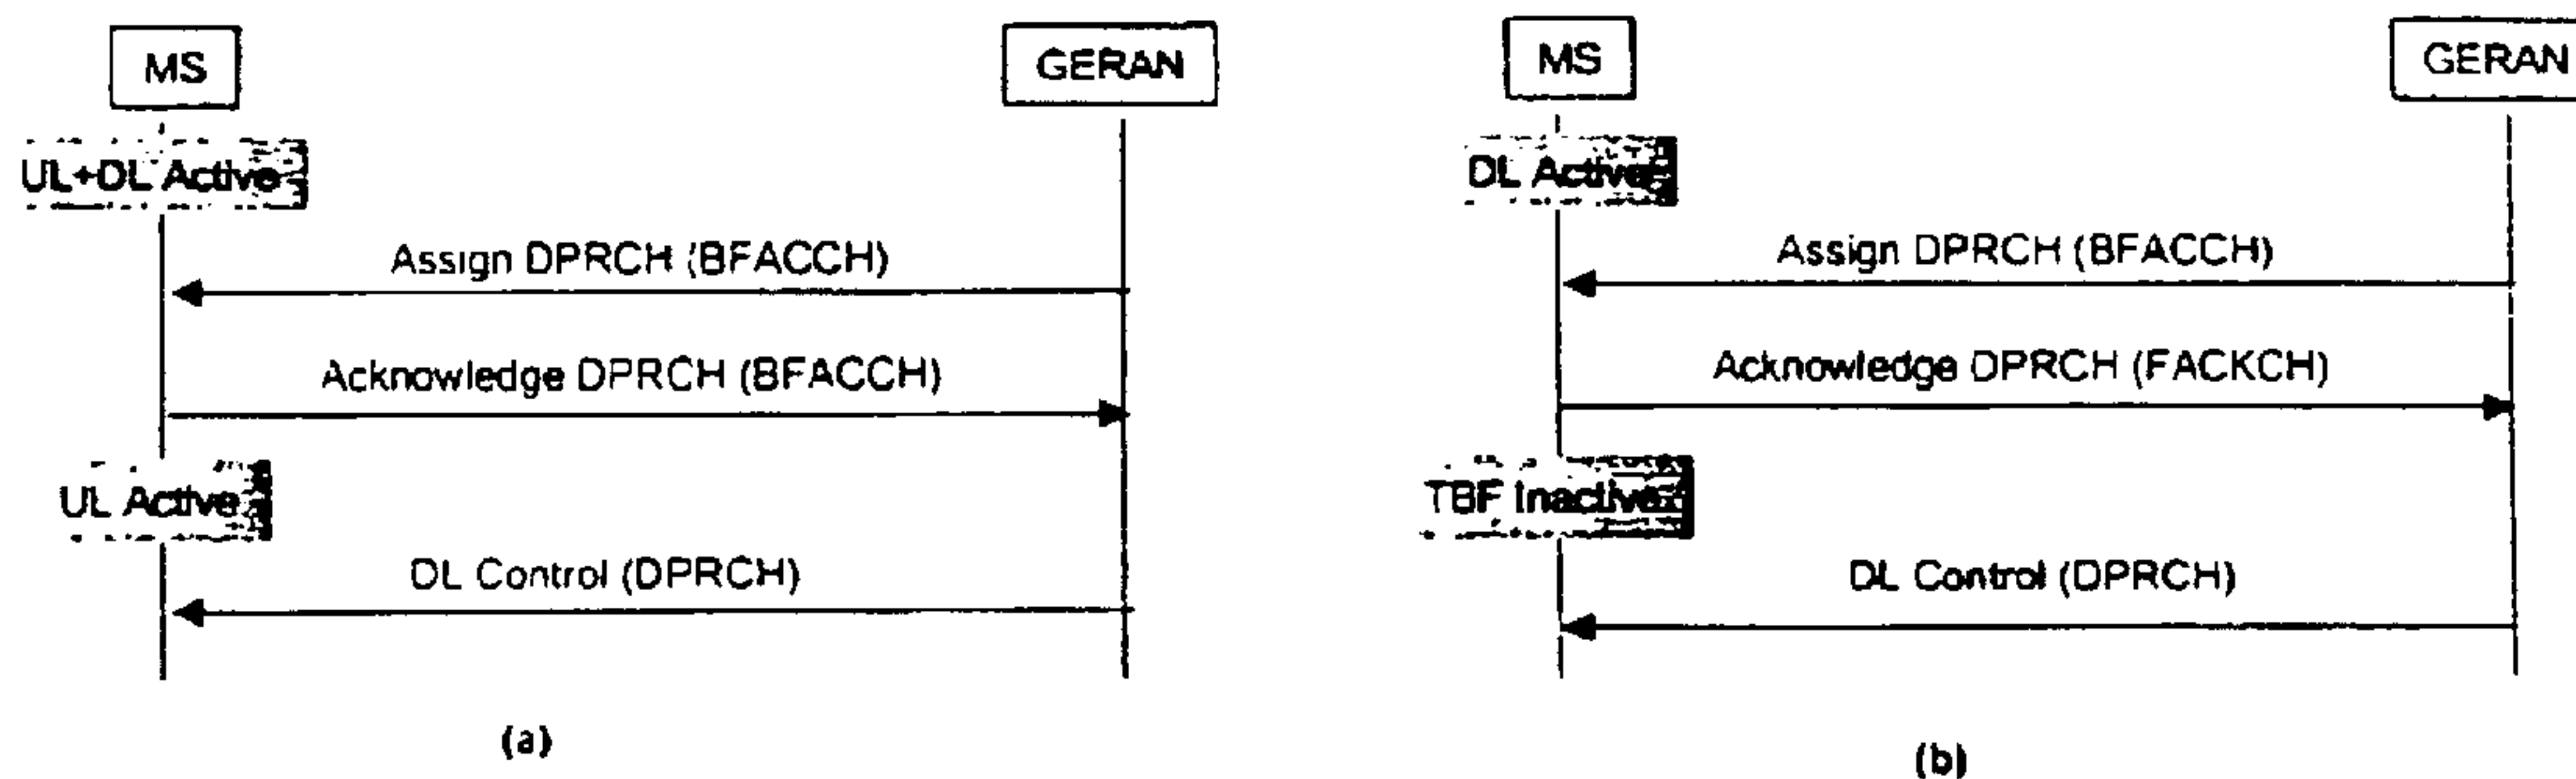 MS
GERAN
UL+DL Active
Assign DPRCH (BFACCH)
Acknowledge DPRCH (BFACCH)
UL Active
DL Control (DPRCH)
(a)
MS
GERAN
DL Active
Assign DPRCH (BFACCH)
Acknowledge DPRCH (FACKCH)
TBF Inactive
DL Control (DPRCH)
(b)